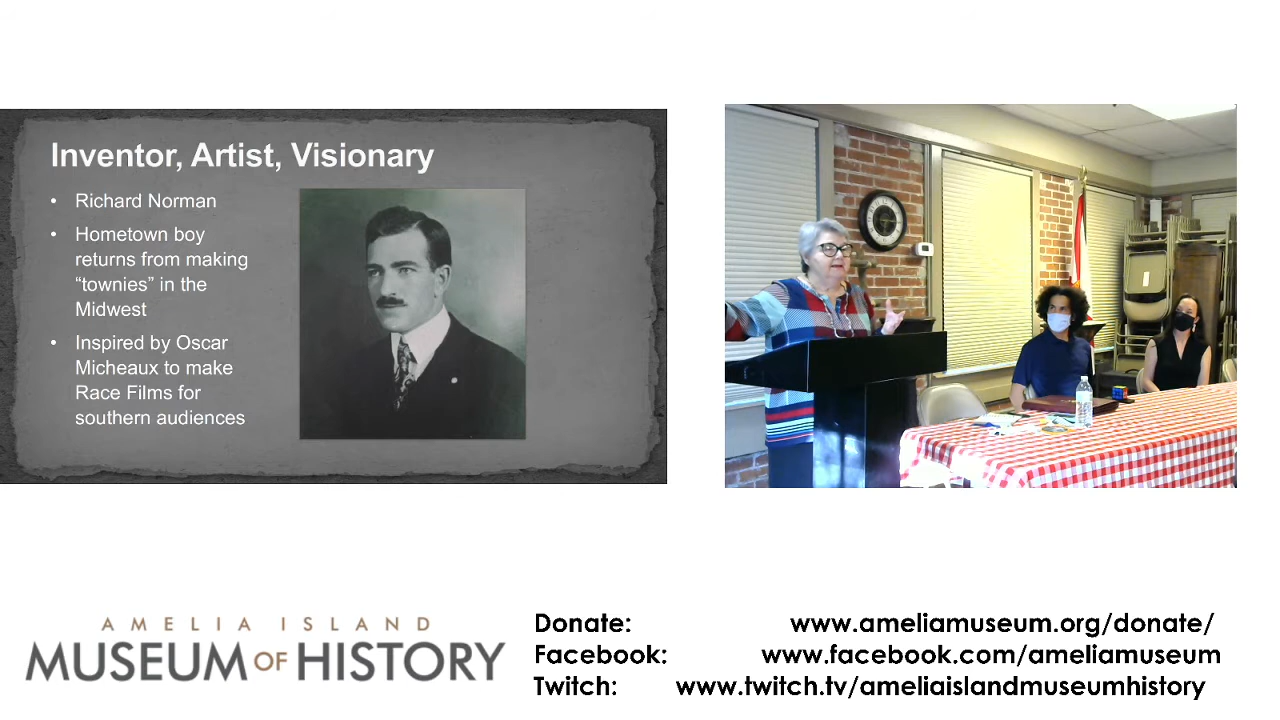 Inventor, Artist, Visionary
• Richard Norman
• Hometown boy
returns from making
“townies” in the
Midwest
• Inspired by Oscar
Micheaux to make
Race Films for
southern audiences
AMELIA ISLAND
MUSEUM OF HISTORY
Donate: www.ameliamuseum.org/donate/
Facebook: www.facebook.com/ameliamuseum
Twitch: www.twitch.tv/ameliaislandmuseumhistory